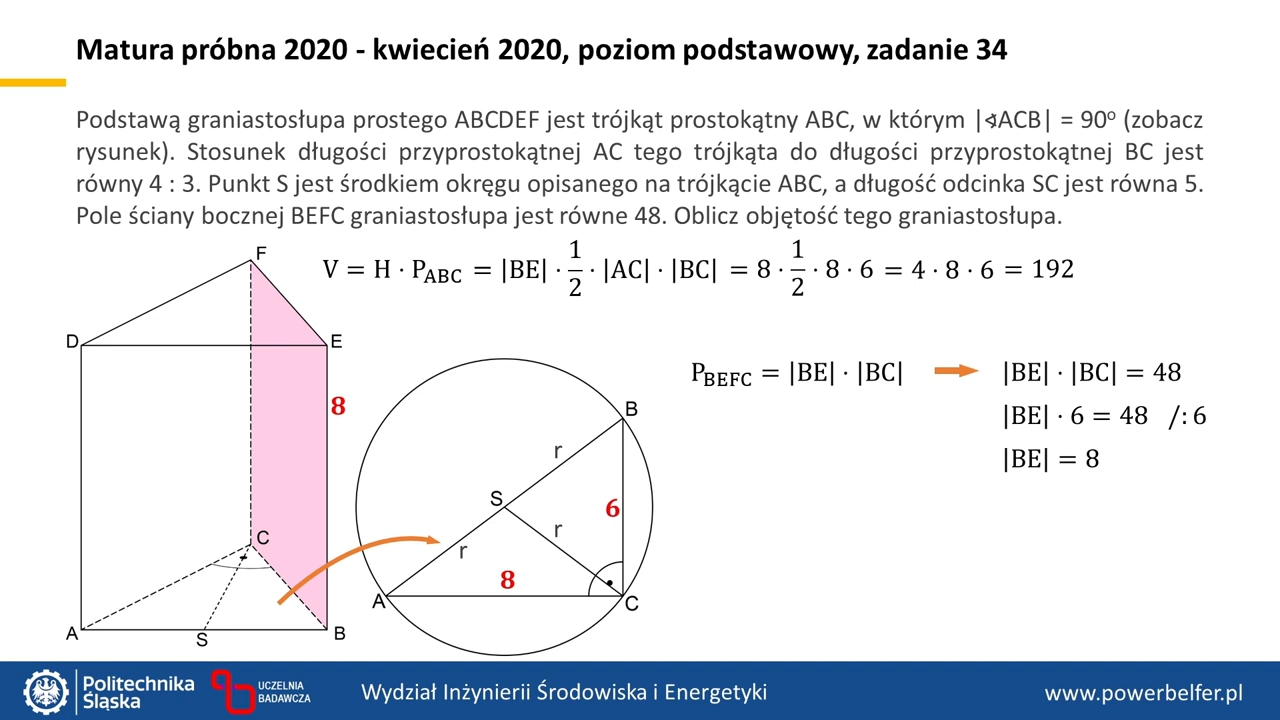 Matura próbna 2020 - kwiecień 2020, poziom podstawowy, zadanie 34
Podstawą graniastosłupa prostego ABCDEF jest trójkąt prostokątny ABC, w którym |∢ACB| = 90° (zobacz
rysunek). Stosunek długości przyprostokątnej AC tego trójkąta do długości przyprostokątnej BC jest
równy 4 : 3. Punkt S jest środkiem okręgu opisanego na trójkącie ABC, a długość odcinka SC jest równa 5.
Pole ściany bocznej BEFC graniastosłupa jest równe 48. Oblicz objętość tego graniastosłupa.
V = H · P_ABC = |BE| · 1/2 · |AC| · |BC| = 8 · 1/2 · 8 · 6 = 4 · 8 · 6 = 192
F
D
E
8
C
A
S
B
B
r
S
6
r
r
8
A
C
P_BEFC = |BE| · |BC|
|BE| · |BC| = 48
|BE| · 6 = 48 /: 6
|BE| = 8
Politechnika
Śląska
UCZELNIA
BADAWCZA
Wydział Inżynierii Środowiska i Energetyki
www.powerbelfer.pl